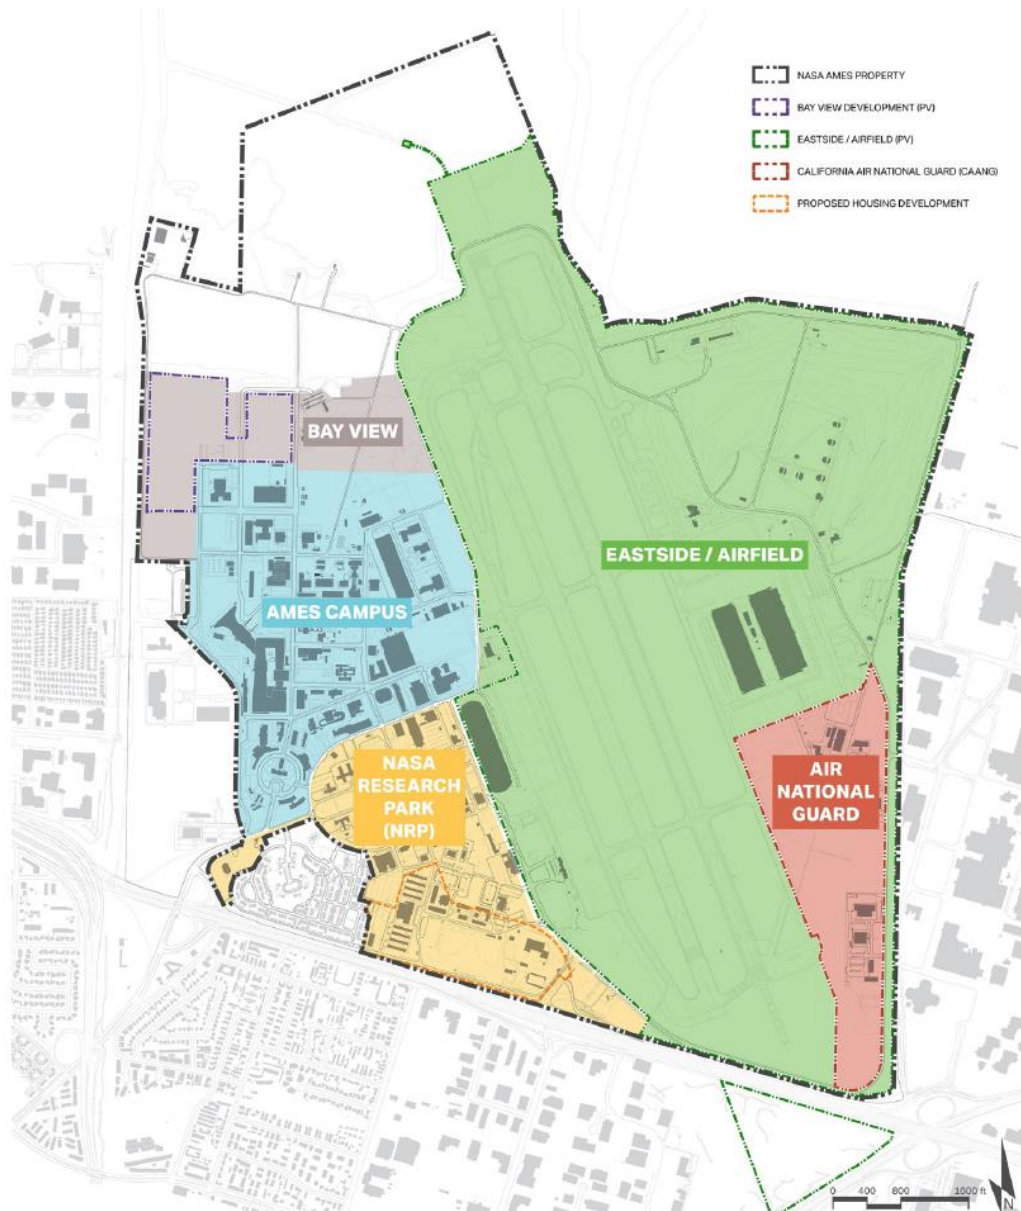 NASA AMES PROPERTY
BAY VIEW DEVELOPMENT (PV)
EASTSIDE / AIRFIELD (PV)
CALIFORNIA AIR NATIONAL GUARD (CAANG)
PROPOSED HOUSING DEVELOPMENT
BAY VIEW
EASTSIDE / AIRFIELD
AMES CAMPUS
NASA
RESEARCH
PARK
(NRP)
AIR
NATIONAL
GUARD
0 400 800 1600 ft
N